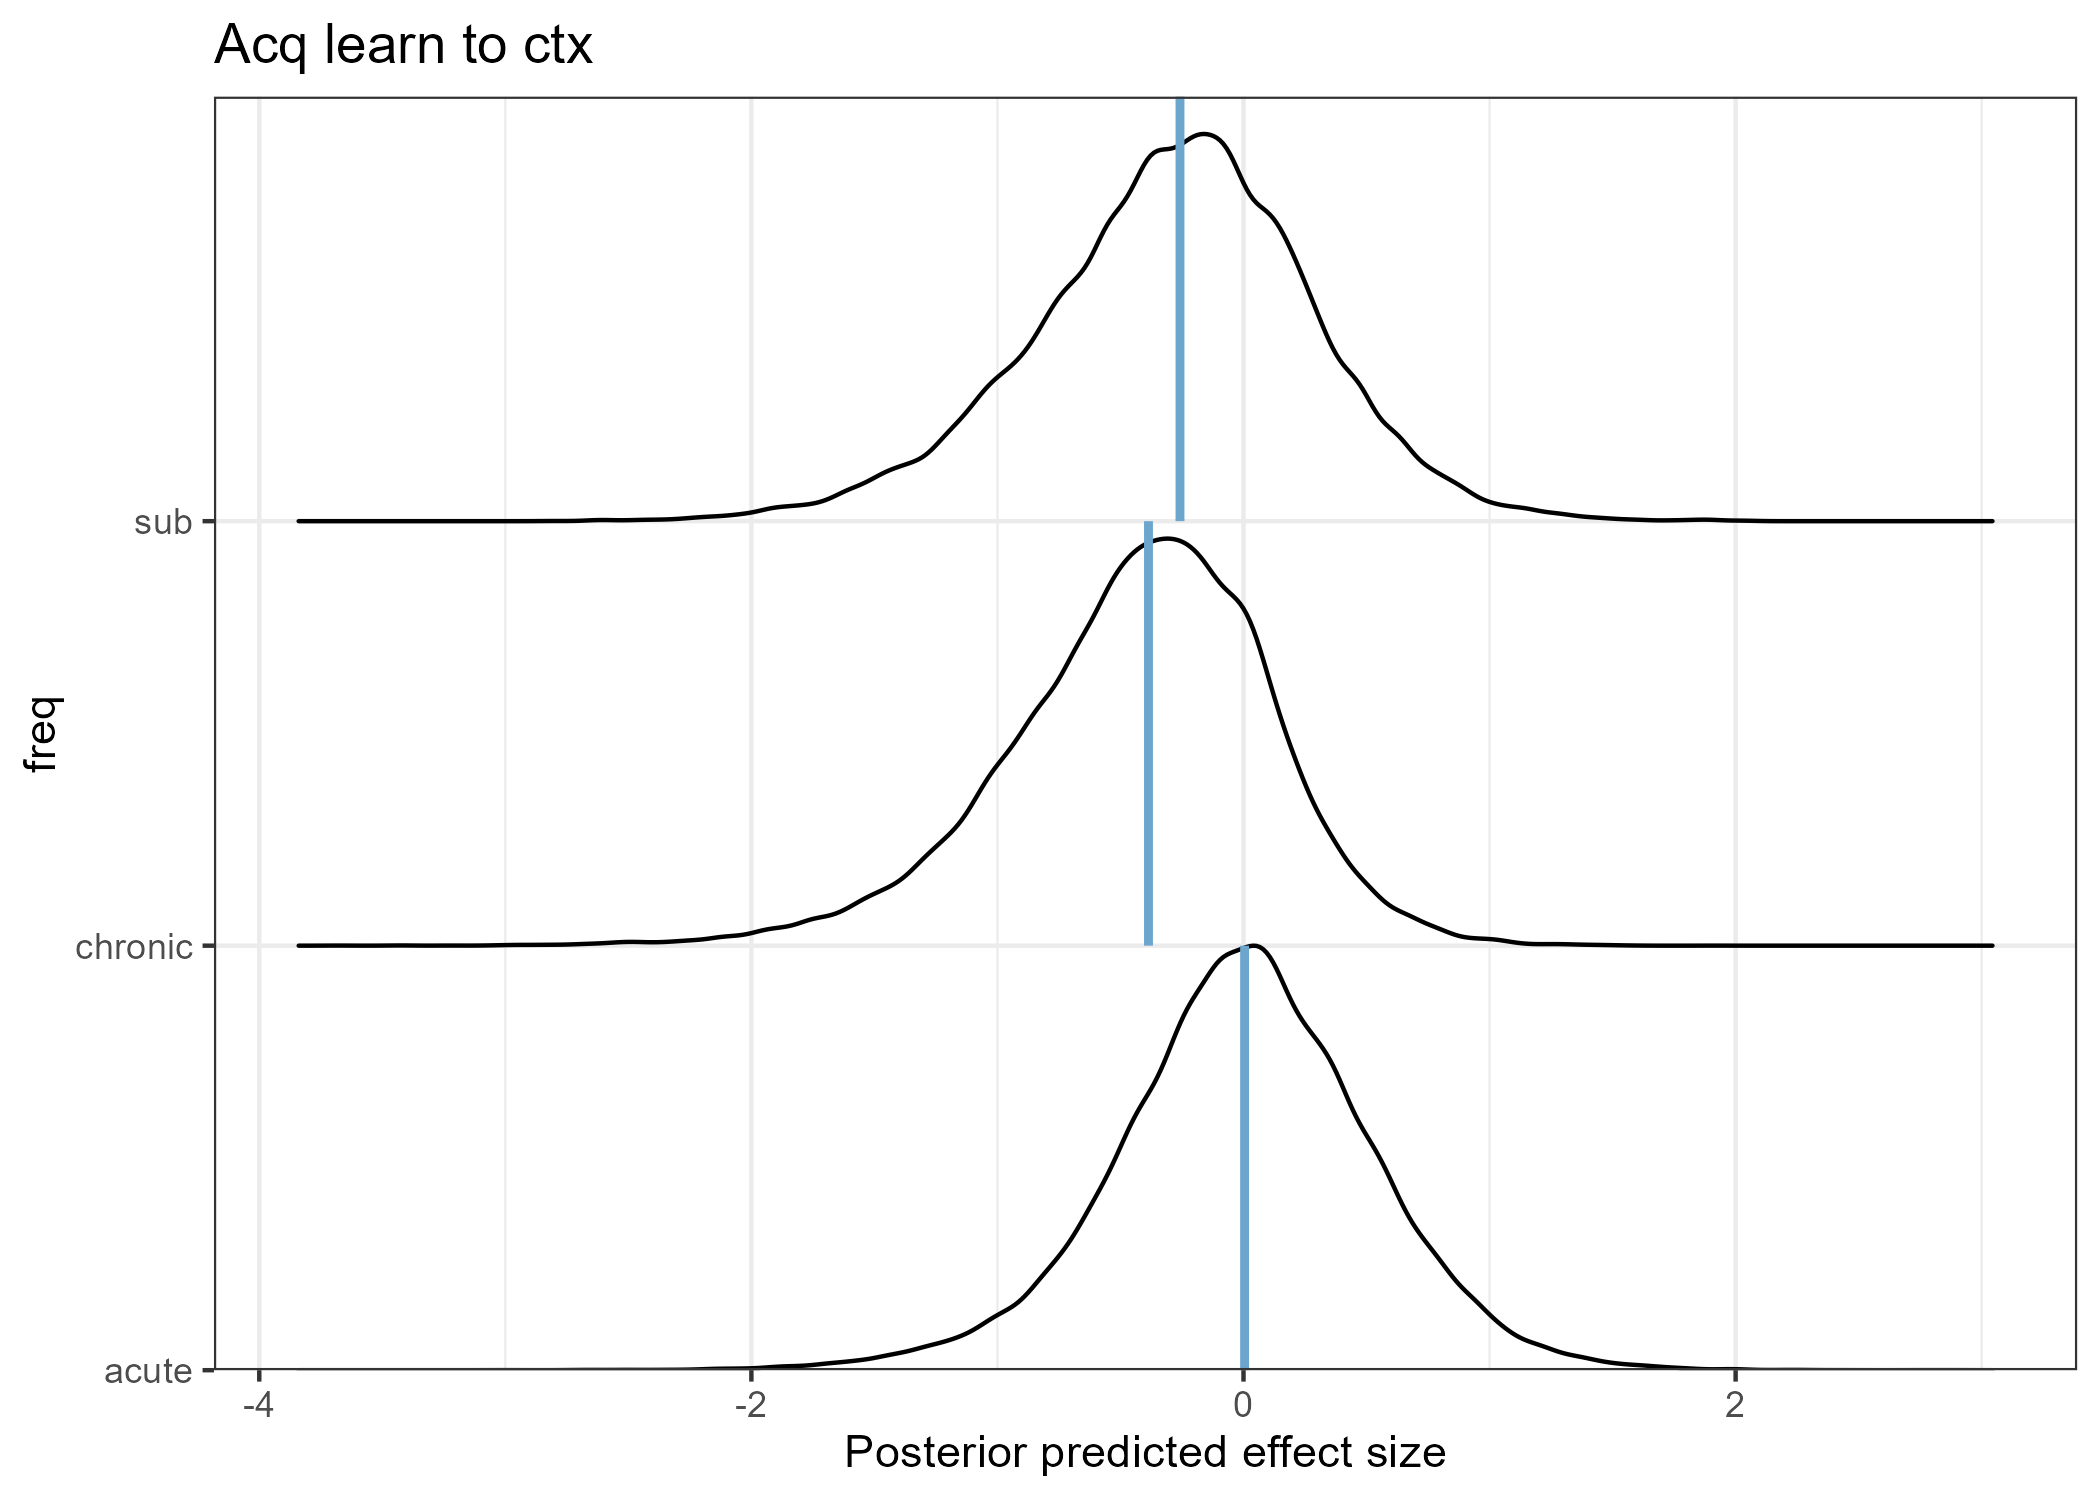 Acq learn to ctx
freq
sub
chronic
acute
-4
-2
0
2
Posterior predicted effect size